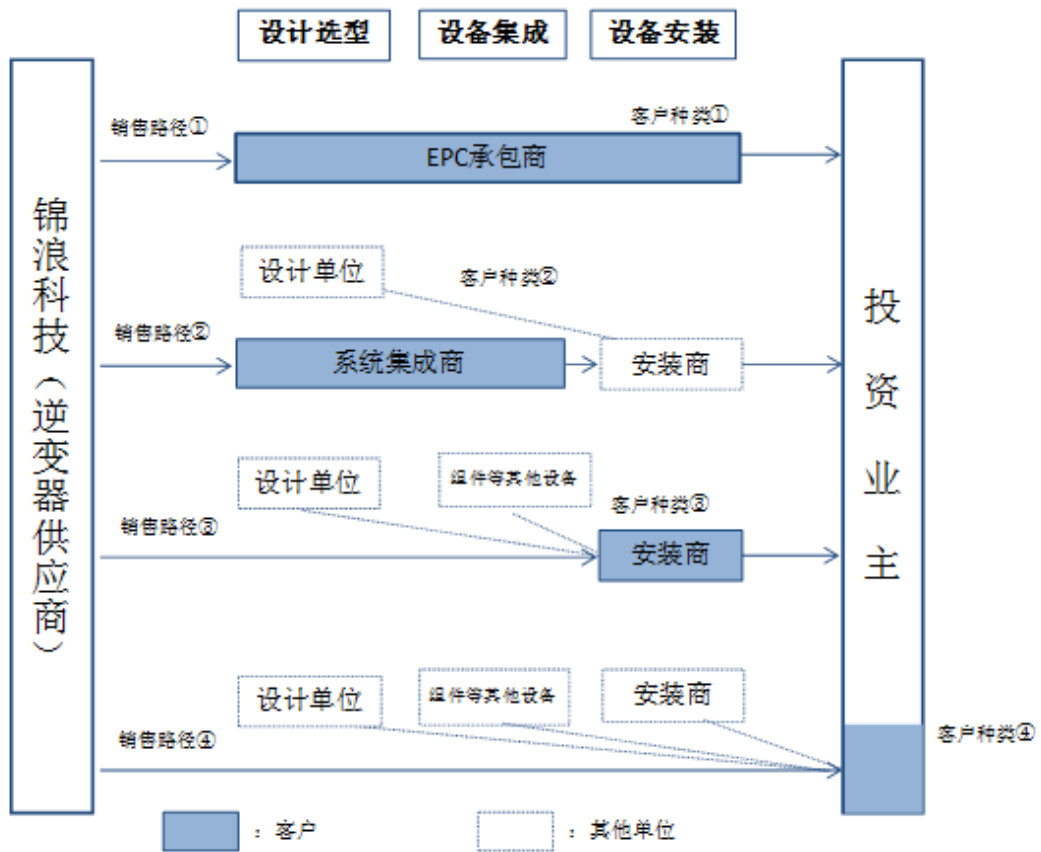 设计选型
设备集成
设备安装
锦浪科技（逆变器供应商）
投资业主
销售路径①
客户种类①
EPC承包商
设计单位
客户种类②
销售路径②
系统集成商
安装商
设计单位
组件等其他设备
客户种类③
销售路径③
安装商
设计单位
组件等其他设备
安装商
销售路径④
客户种类④
：客户
：其他单位